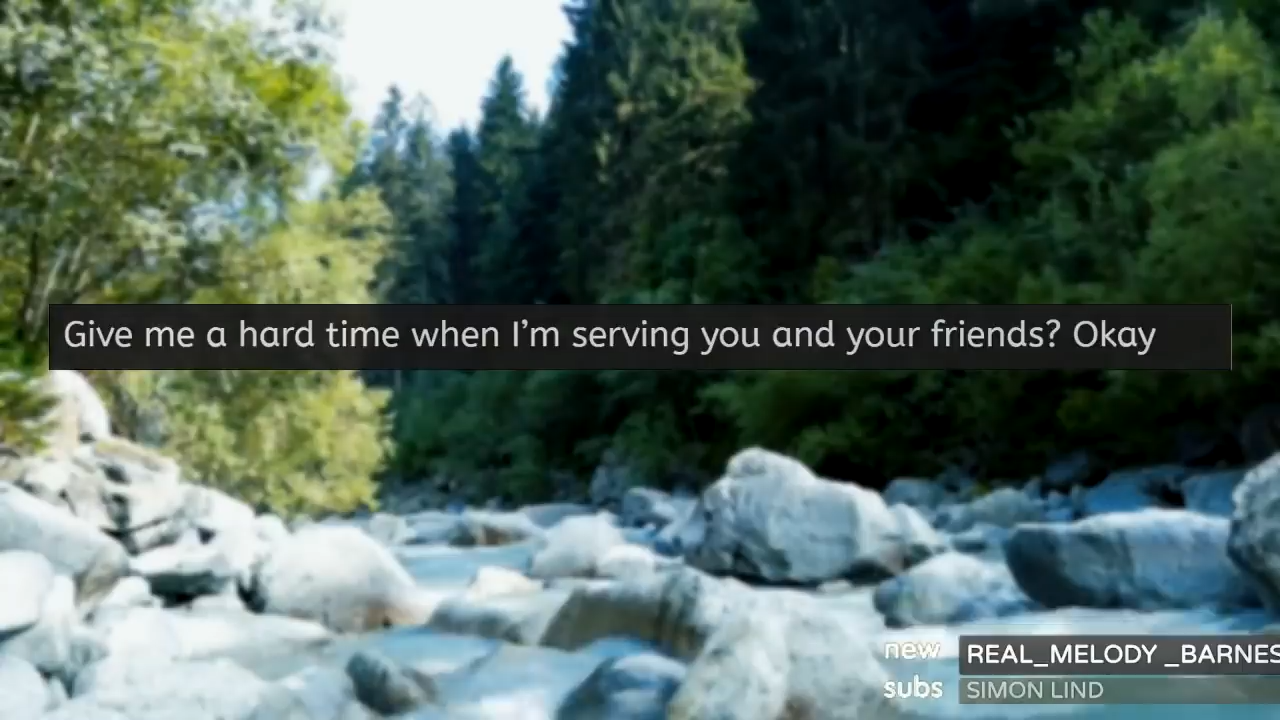 Give me a hard time when I'm serving you and your friends? Okay
new REAL_MELODY _BARNES
subs SIMON LIND